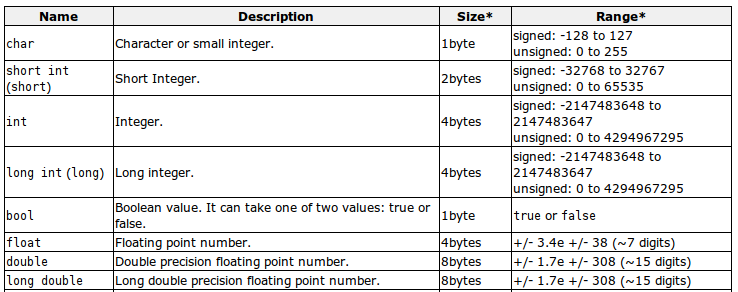 Name Description Size* Range*
char Character or small integer. 1byte signed: -128 to 127
unsigned: 0 to 255
short int
(short) Short Integer. 2bytes signed: -32768 to 32767
unsigned: 0 to 65535
int Integer. 4bytes signed: -2147483648 to
2147483647
unsigned: 0 to 4294967295
long int (long) Long integer. 4bytes signed: -2147483648 to
2147483647
unsigned: 0 to 4294967295
bool Boolean value. It can take one of two values: true or
false. 1byte true or false
float Floating point number. 4bytes +/- 3.4e +/- 38 (~7 digits)
double Double precision floating point number. 8bytes +/- 1.7e +/- 308 (~15 digits)
long double Long double precision floating point number. 8bytes +/- 1.7e +/- 308 (~15 digits)